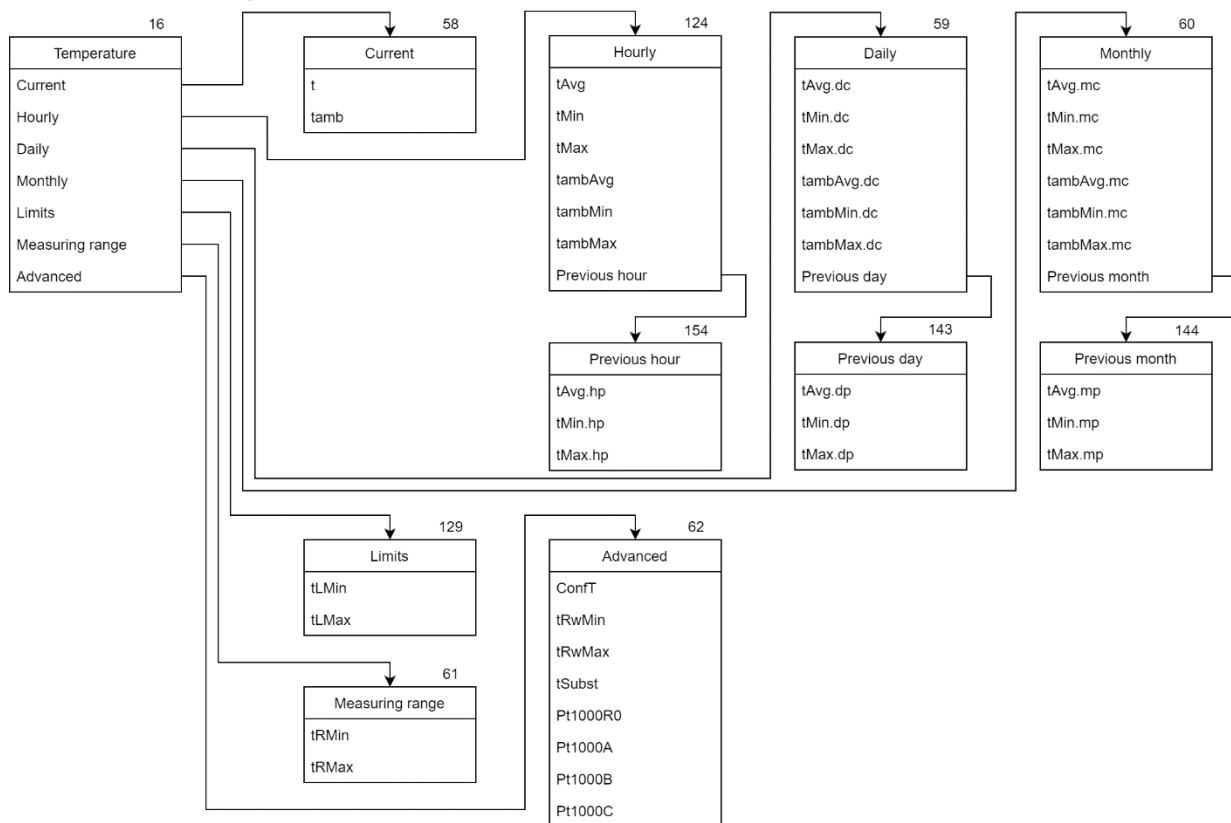 16
Temperature
Current
Hourly
Daily
Monthly
Limits
Measuring range
Advanced
58
Current
t
tamb
124
Hourly
tAvg
tMin
tMax
tambAvg
tambMin
tambMax
Previous hour
59
Daily
tAvg.dc
tMin.dc
tMax.dc
tambAvg.dc
tambMin.dc
tambMax.dc
Previous day
60
Monthly
tAvg.mc
tMin.mc
tMax.mc
tambAvg.mc
tambMin.mc
tambMax.mc
Previous month
154
Previous hour
tAvg.hp
tMin.hp
tMax.hp
143
Previous day
tAvg.dp
tMin.dp
tMax.dp
144
Previous month
tAvg.mp
tMin.mp
tMax.mp
129
Limits
tLMin
tLMax
61
Measuring range
tRMin
tRMax
62
Advanced
ConfT
tRwMin
tRwMax
tSubst
Pt1000R0
Pt1000A
Pt1000B
Pt1000C